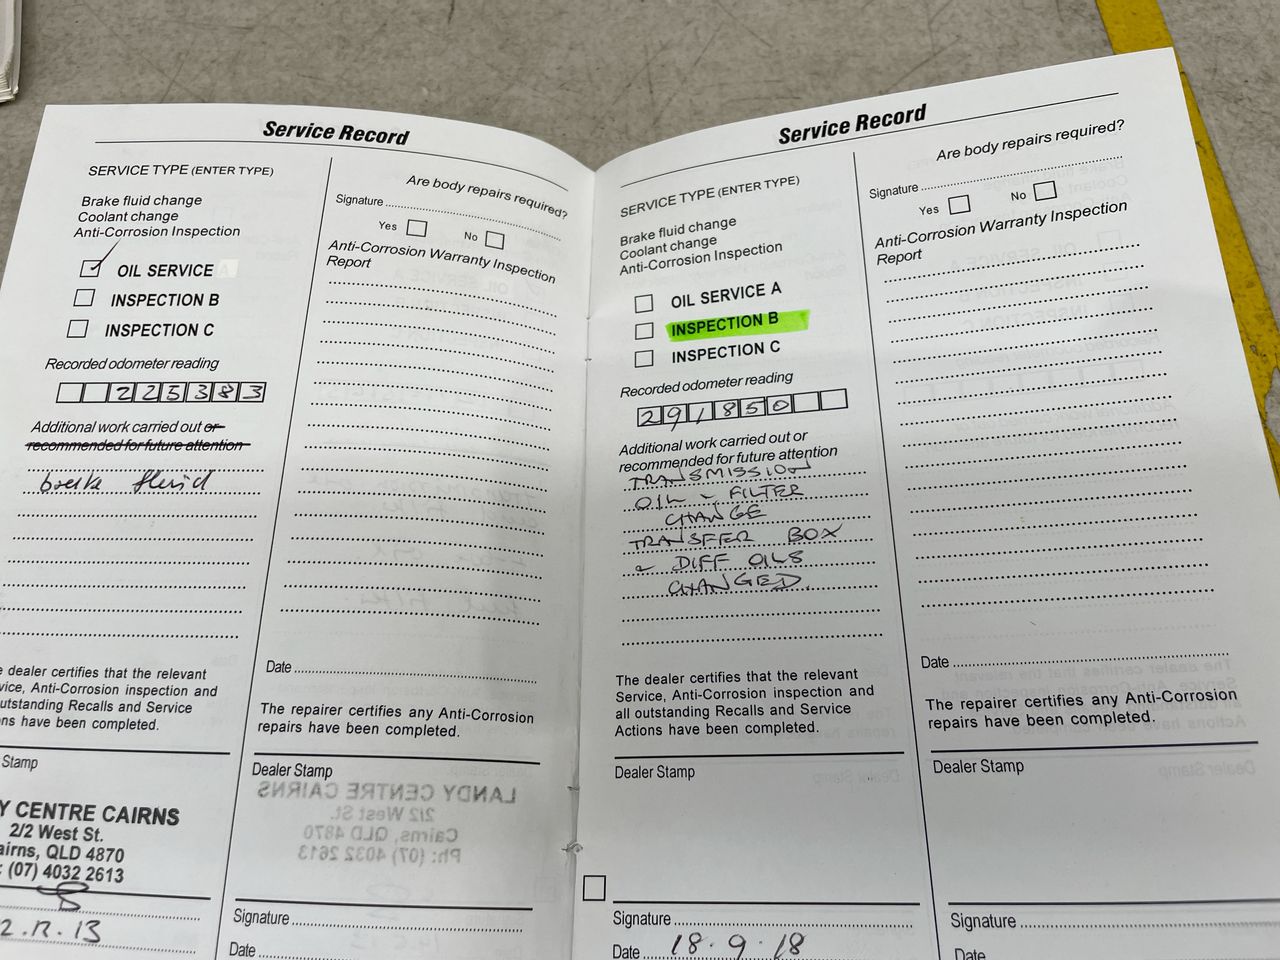 Service Record
SERVICE TYPE (ENTER TYPE)
Brake fluid change
Coolant change
Anti-Corrosion Inspection
OIL SERVICE A
INSPECTION B
INSPECTION C
Recorded odometer reading
225383
Additional work carried out or
recommended for future attention
e dealer certifies that the relevant
vice, Anti-Corrosion inspection and
utstanding Recalls and Service
ns have been completed.
Stamp
Y CENTRE CAIRNS
2/2 West St.
airns, QLD 4870
: (07) 4032 2613
Are body repairs required?
Signature
Yes No
Anti-Corrosion Warranty Inspection
Report
Date
The repairer certifies any Anti-Corrosion
repairs have been completed.
Dealer Stamp
LANDY CENTRE CAIRNS
2/2 West St.
Cairns, QLD 4870
Ph: (07) 4032 2613
Signature
Date
Service Record
SERVICE TYPE (ENTER TYPE)
Brake fluid change
Coolant change
Anti-Corrosion Inspection
OIL SERVICE A
INSPECTION B
INSPECTION C
Recorded odometer reading
291,850
Additional work carried out or
recommended for future attention
TRANSMISSION
OIL ~ FILTER
CHANGE
TRANSFER BOX
~ DIFF OILS
CHANGED.
The dealer certifies that the relevant
Service, Anti-Corrosion inspection and
all outstanding Recalls and Service
Actions have been completed.
Dealer Stamp
Signature
Date 18.9.18
Are body repairs required?
Signature
Yes No
Anti-Corrosion Warranty Inspection
Report
Date
The repairer certifies any Anti-Corrosion
repairs have been completed.
Dealer Stamp
Signature
Date